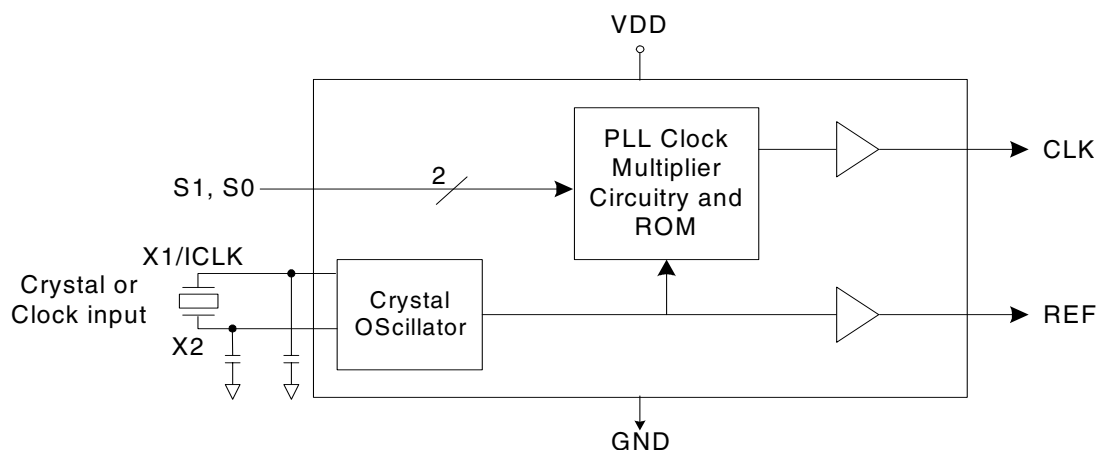 VDD
PLL Clock
Multiplier
Circuitry and
ROM
CLK
2
S1, S0
X1/ICLK
Crystal or
Clock input
X2
Crystal
OScillator
REF
GND